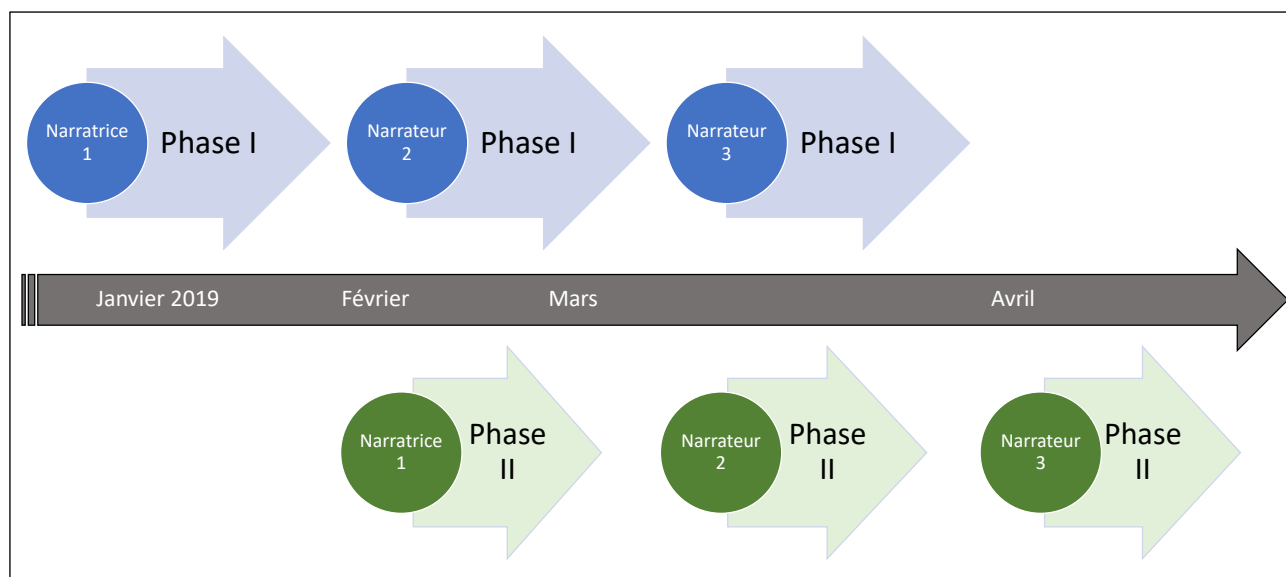 Narratrice
1
Phase I
Narrateur
2
Phase I
Narrateur
3
Phase I
Janvier 2019 Février Mars Avril
Narratrice
1
Phase
II
Narrateur
2
Phase
II
Narrateur
3
Phase
II